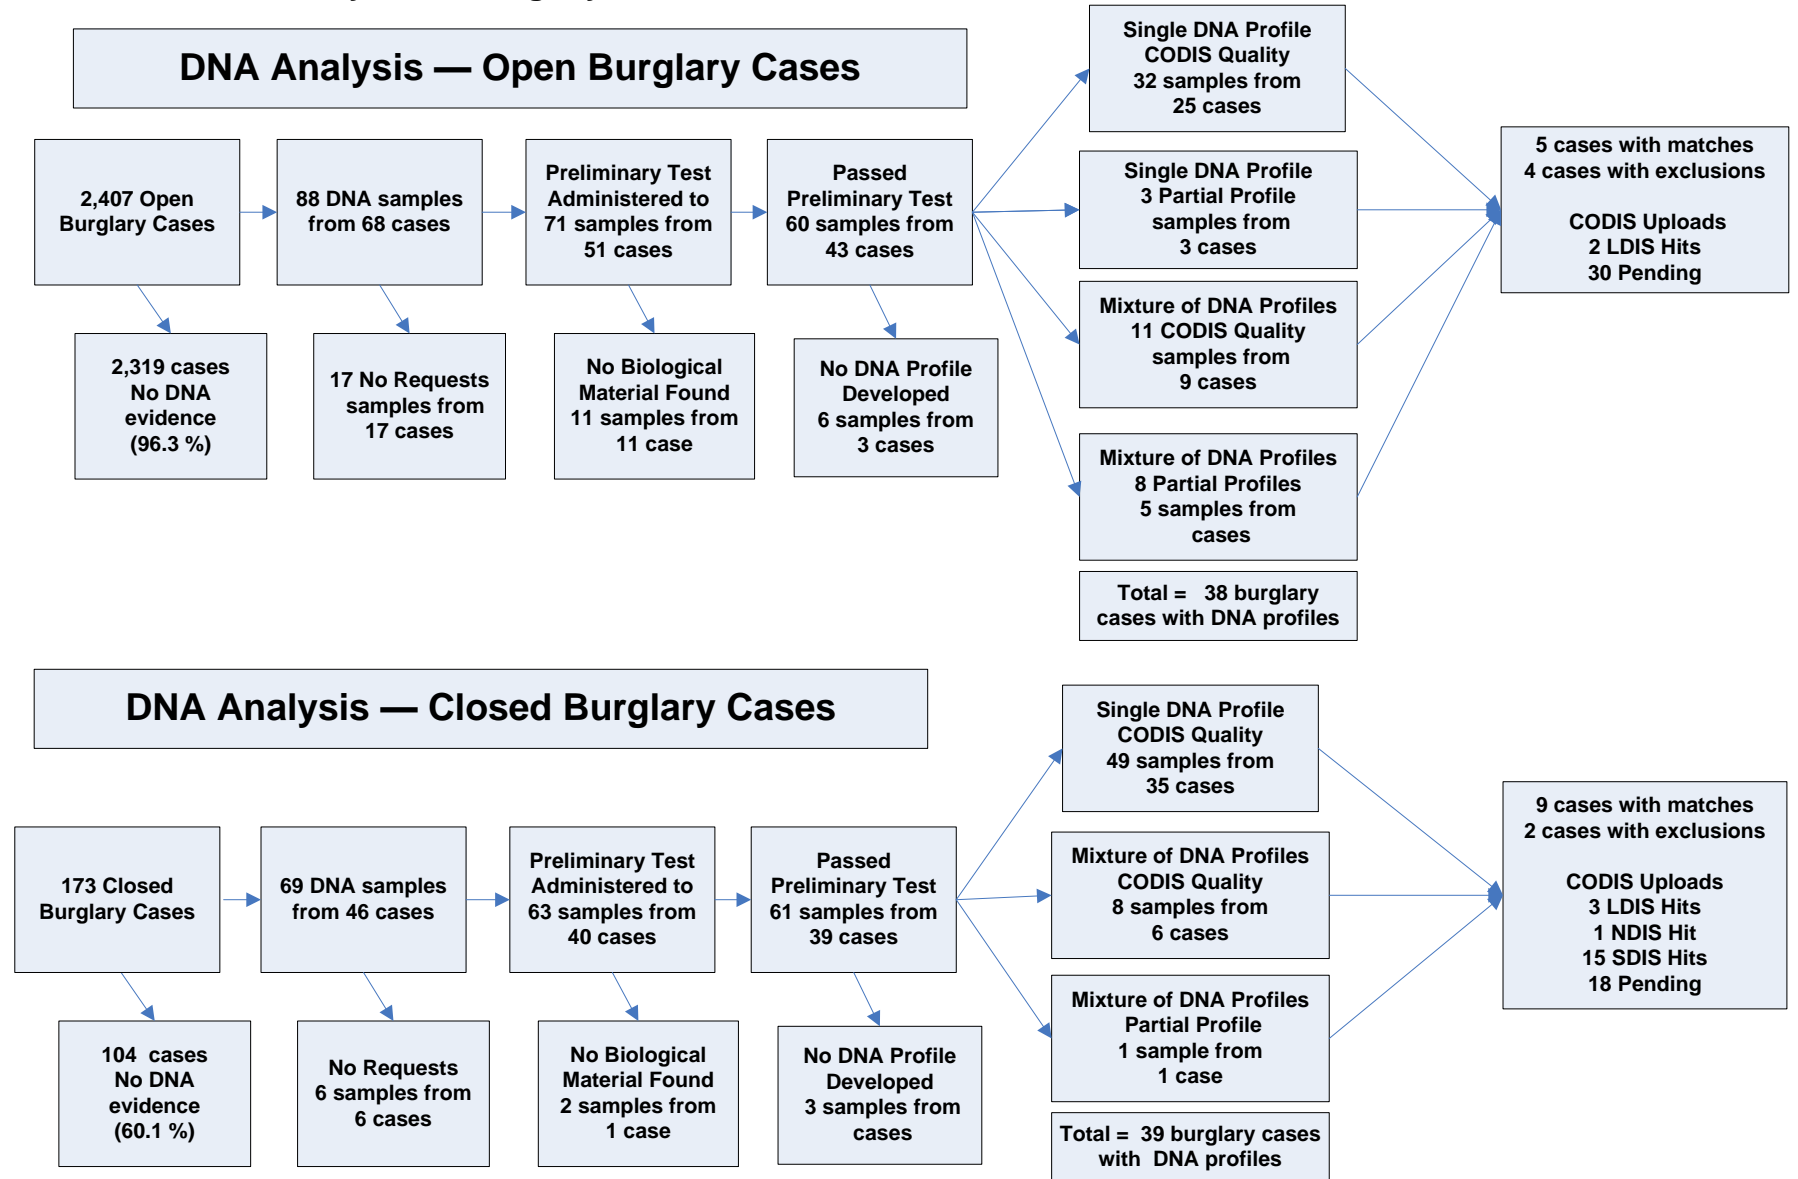 DNA Analysis — Open Burglary Cases
2,407 Open
Burglary Cases
88 DNA samples
from 68 cases
Preliminary Test
Administered to
71 samples from
51 cases
Passed
Preliminary Test
60 samples from
43 cases
2,319 cases
No DNA
evidence
(96.3 %)
17 No Requests
samples from
17 cases
No Biological
Material Found
11 samples from
11 case
No DNA Profile
Developed
6 samples from
3 cases
Single DNA Profile
CODIS Quality
32 samples from
25 cases
Single DNA Profile
3 Partial Profile
samples from
3 cases
Mixture of DNA Profiles
11 CODIS Quality
samples from
9 cases
Mixture of DNA Profiles
8 Partial Profiles
5 samples from
cases
Total = 38 burglary
cases with DNA profiles
5 cases with matches
4 cases with exclusions
CODIS Uploads
2 LDIS Hits
30 Pending
DNA Analysis — Closed Burglary Cases
173 Closed
Burglary Cases
69 DNA samples
from 46 cases
Preliminary Test
Administered to
63 samples from
40 cases
Passed
Preliminary Test
61 samples from
39 cases
104 cases
No DNA
evidence
(60.1 %)
No Requests
6 samples from
6 cases
No Biological
Material Found
2 samples from
1 case
No DNA Profile
Developed
3 samples from
cases
Single DNA Profile
CODIS Quality
49 samples from
35 cases
Mixture of DNA Profiles
CODIS Quality
8 samples from
6 cases
Mixture of DNA Profiles
Partial Profile
1 sample from
1 case
Total = 39 burglary cases
with DNA profiles
9 cases with matches
2 cases with exclusions
CODIS Uploads
3 LDIS Hits
1 NDIS Hit
15 SDIS Hits
18 Pending